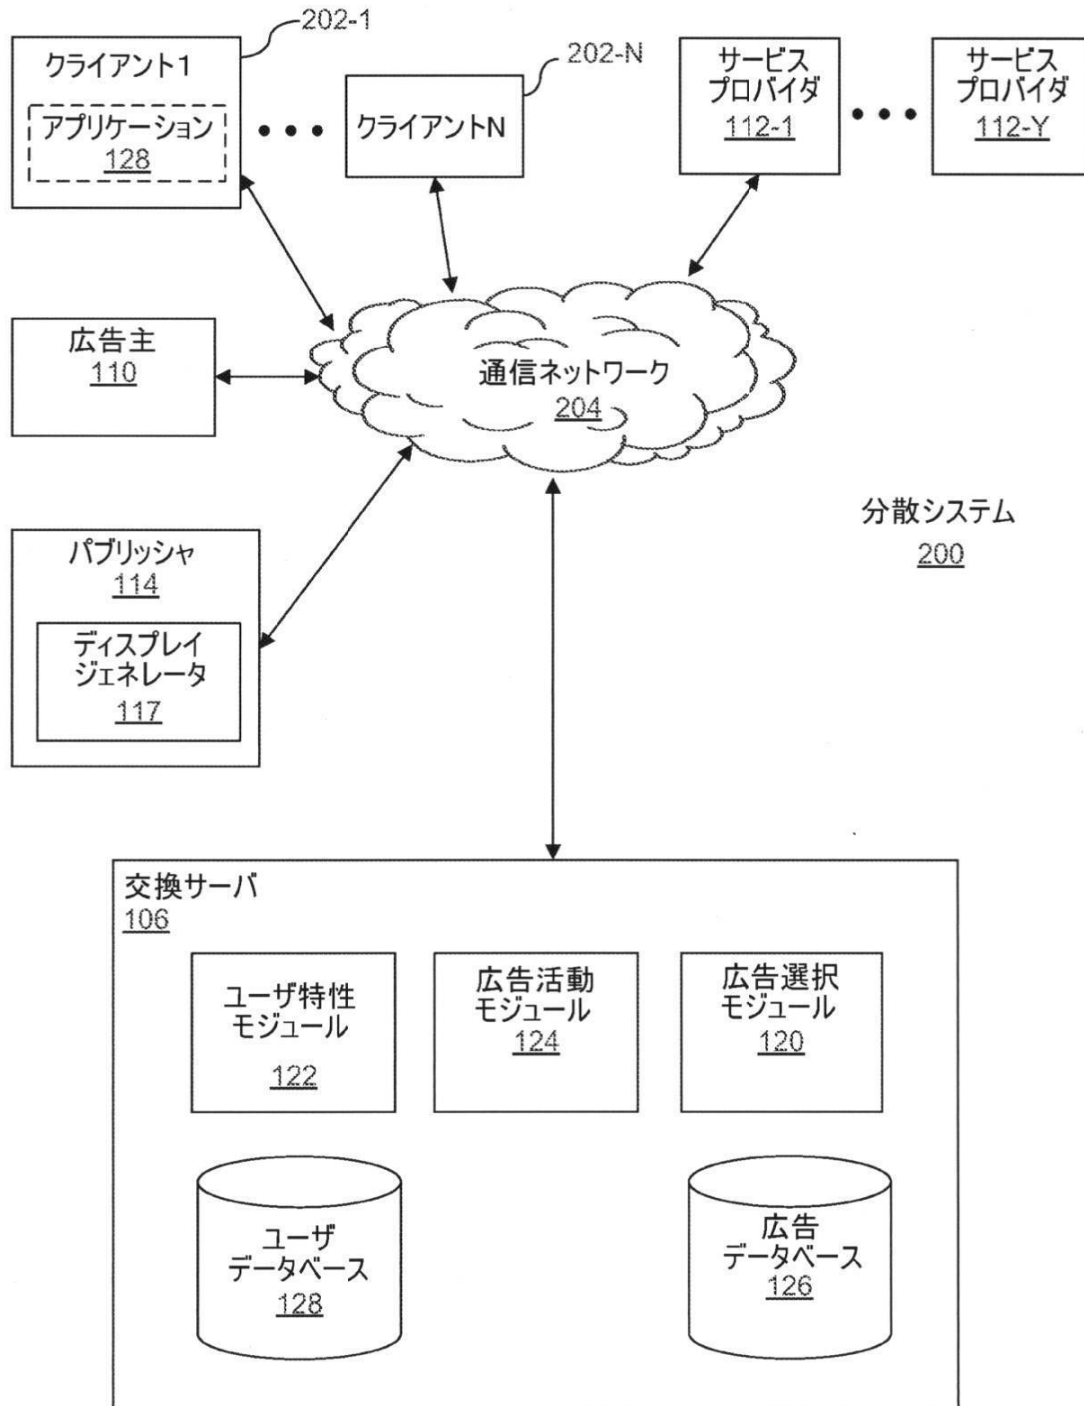 202-1
クライアント1
アプリケーション
128
202-N
クライアントN
サービス
プロバイダ
112-1
サービス
プロバイダ
112-Y
広告主
110
通信ネットワーク
204
分散システム
200
パブリッシャ
114
ディスプレイ
ジェネレータ
117
交換サーバ
106
ユーザ特性
モジュール
122
広告活動
モジュール
124
広告選択
モジュール
120
ユーザ
データベース
128
広告
データベース
126